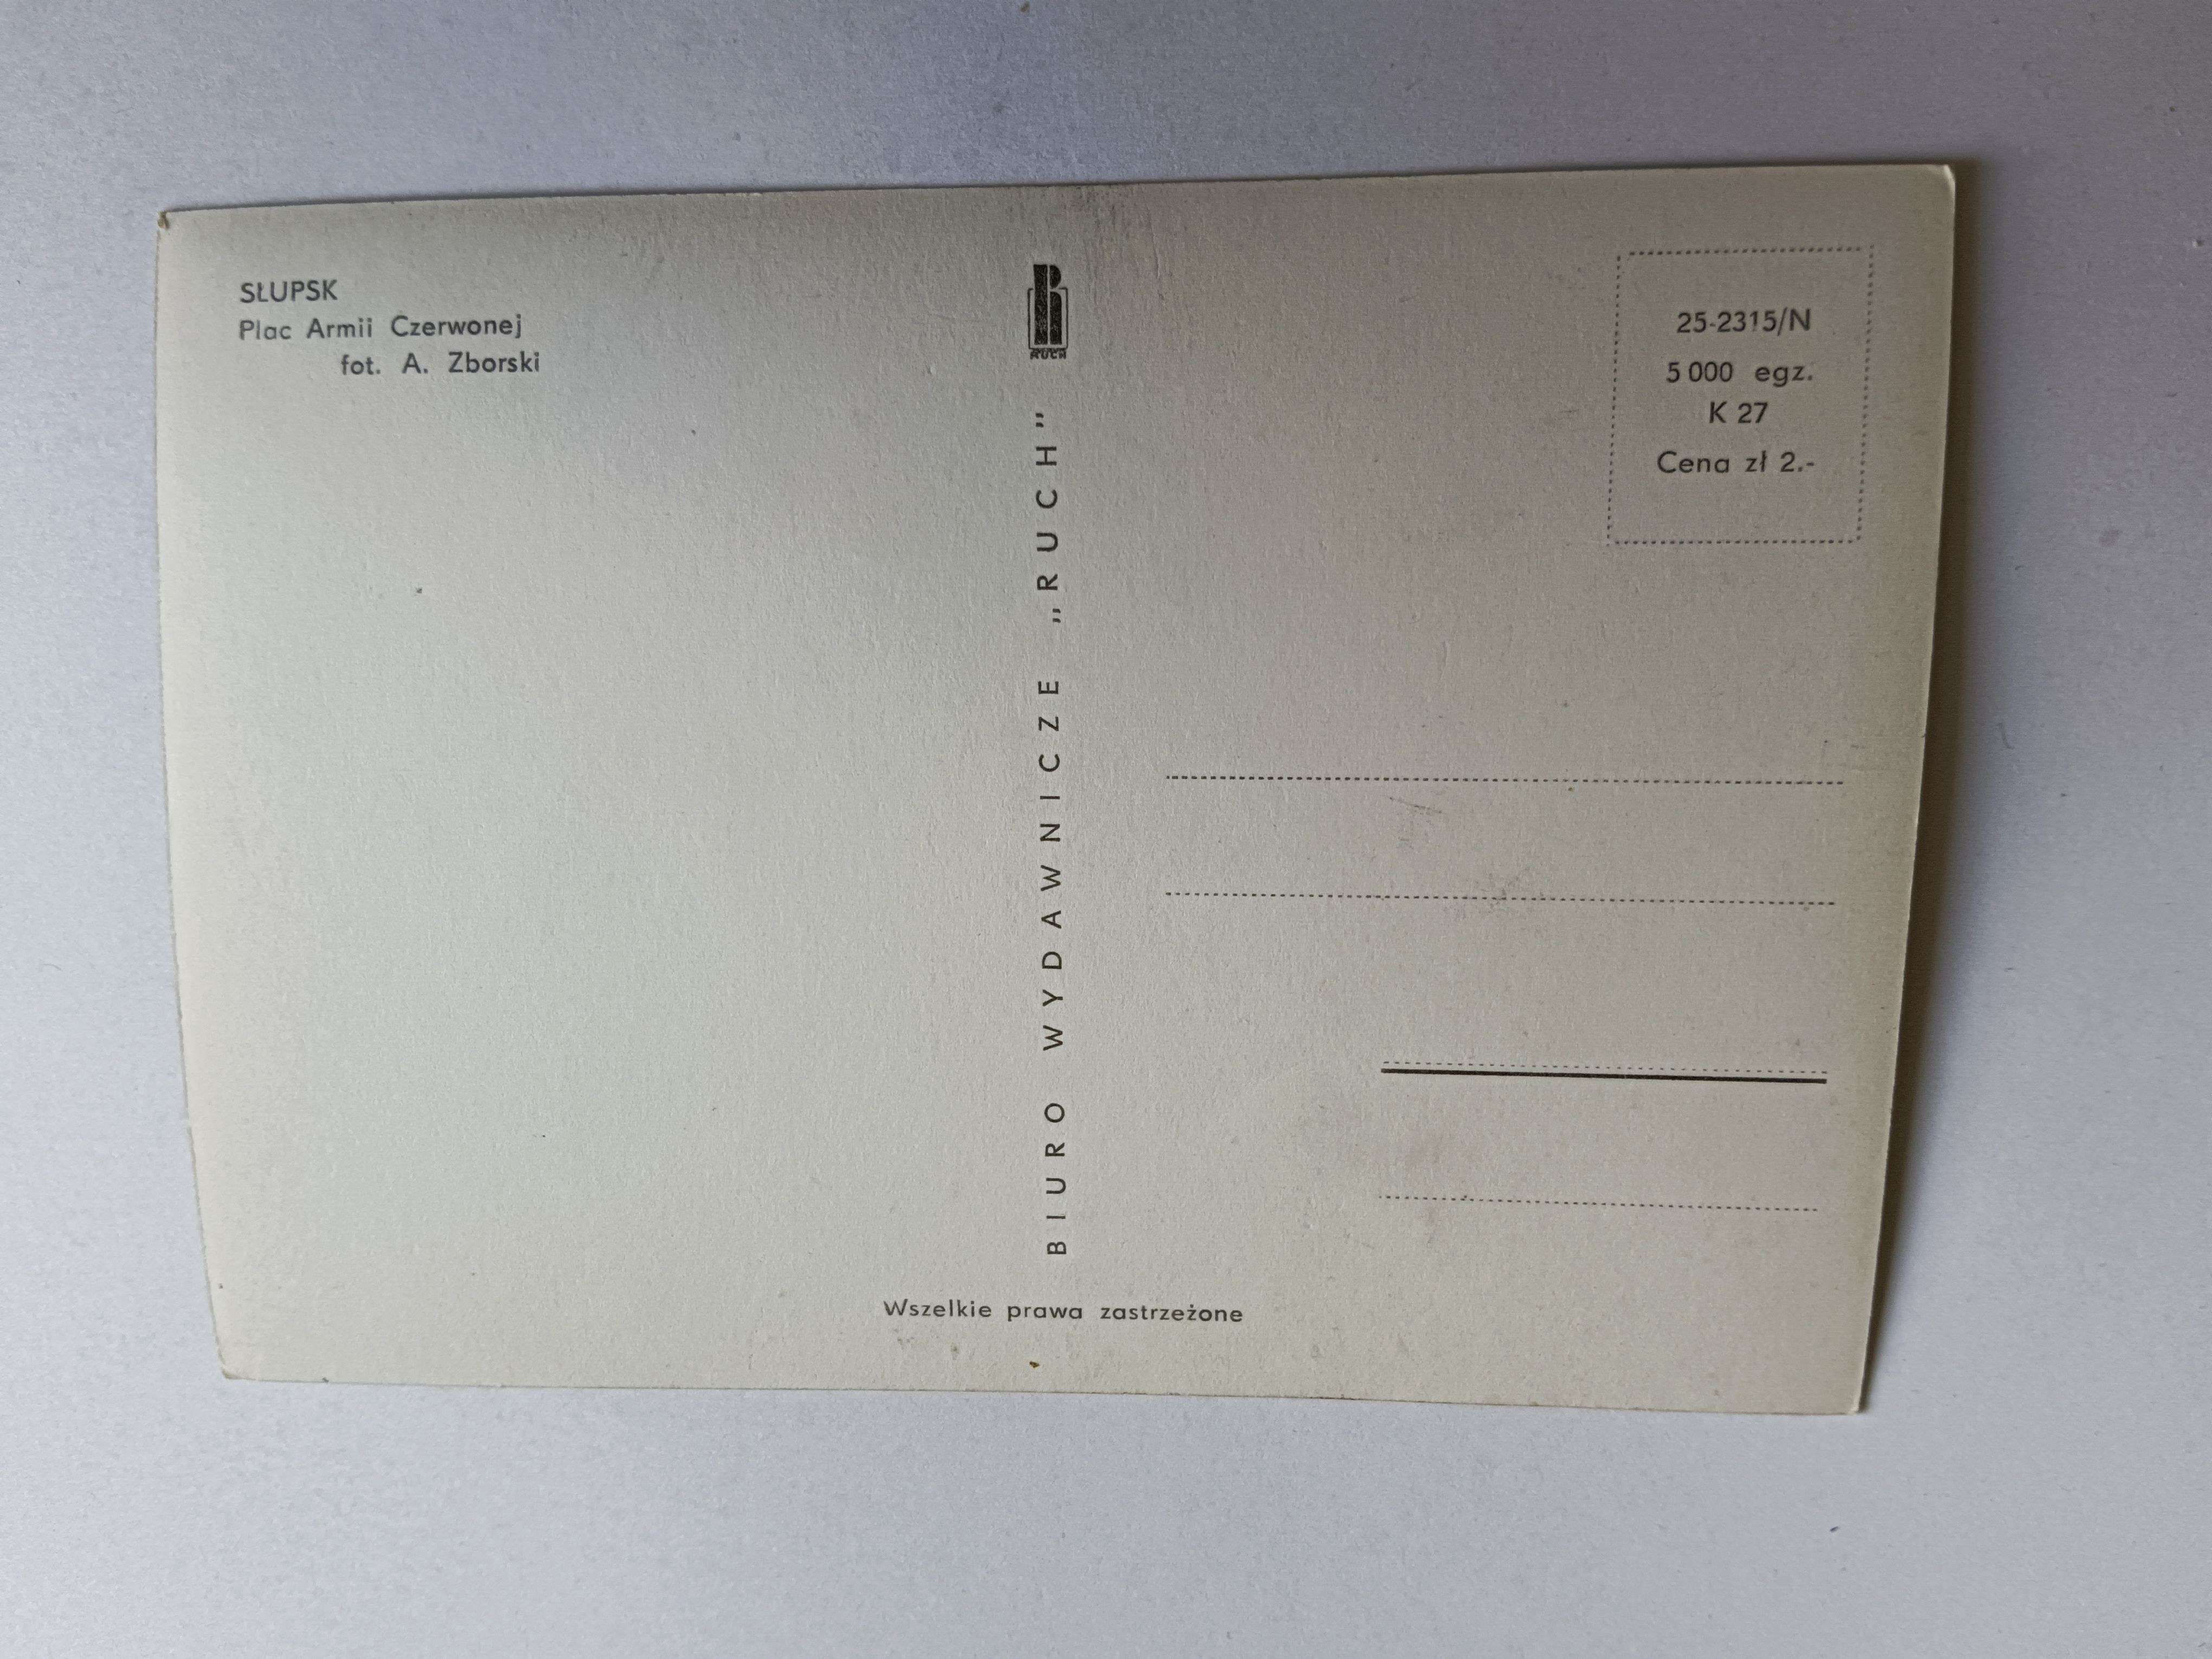 SŁUPSK
Plac Armii Czerwonej
fot. A. Zborski
RUCH
BIURO WYDAWNICZE „RUCH”
25-2315/N
5 000 egz.
K 27
Cena zł 2.-
Wszelkie prawa zastrzeżone